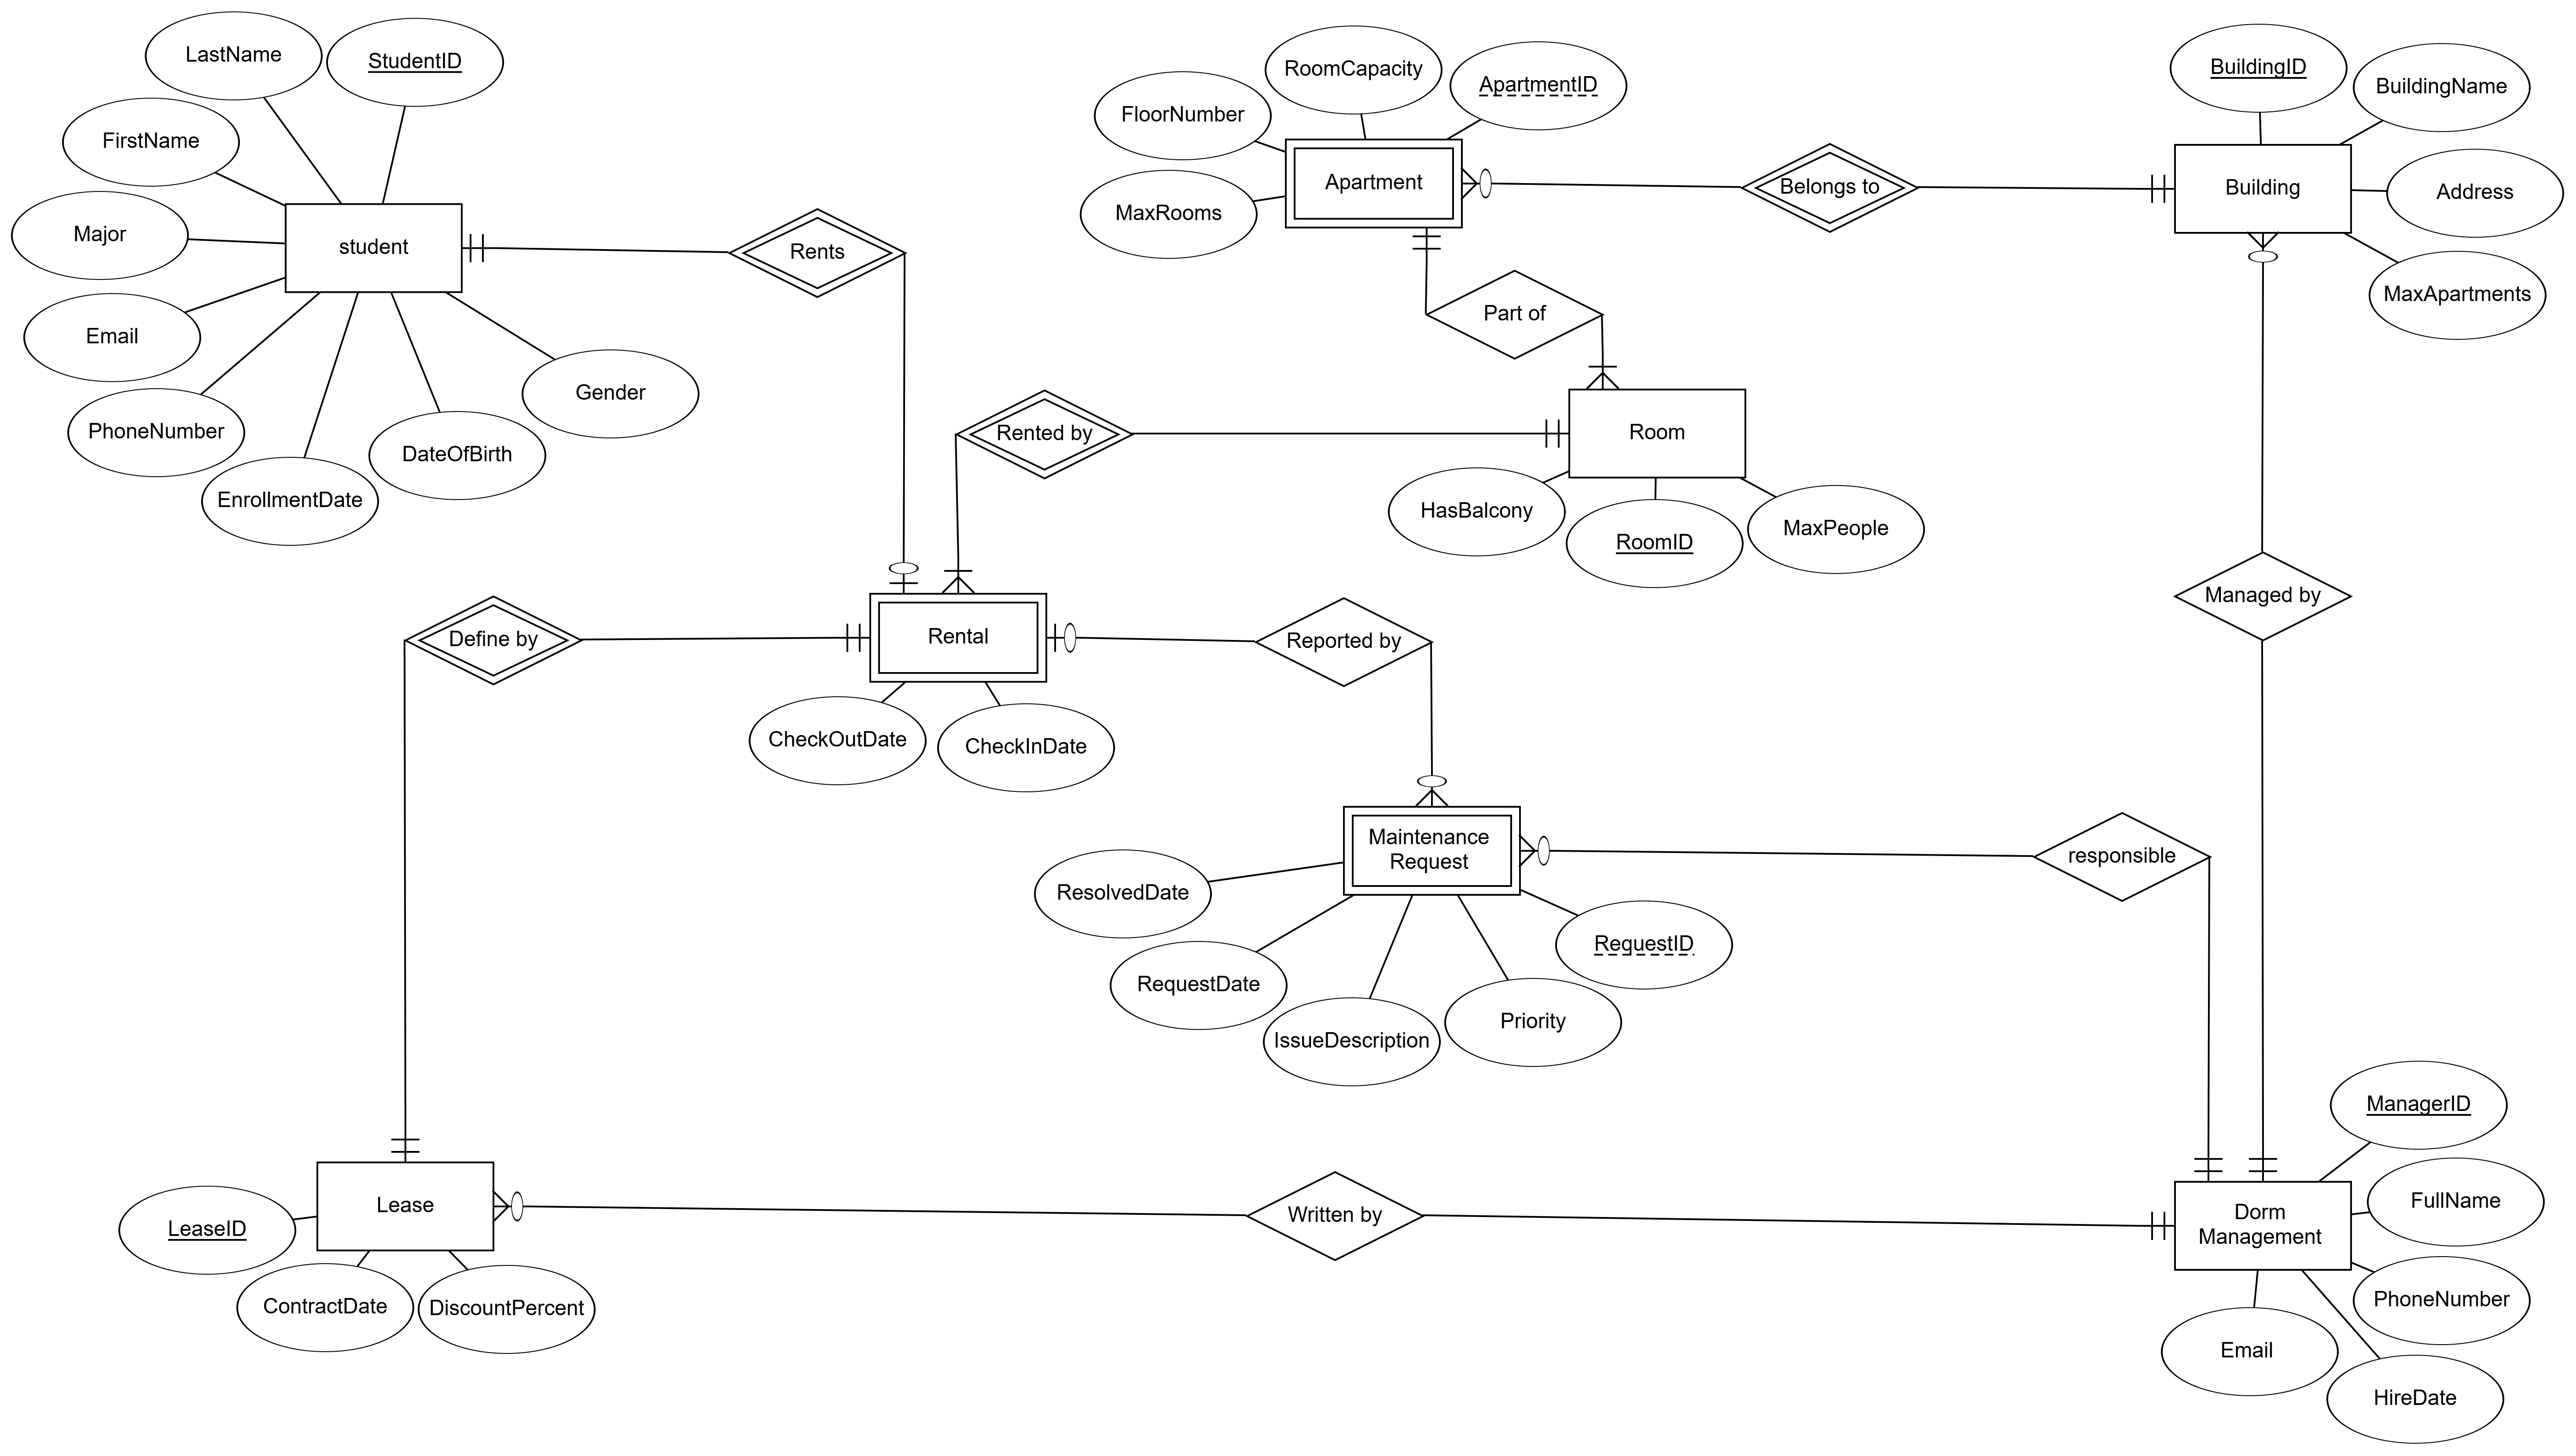 LastName
StudentID
FirstName
Major
student
Email
PhoneNumber
EnrollmentDate
DateOfBirth
Gender
Rents
RoomCapacity
ApartmentID
FloorNumber
MaxRooms
Apartment
Belongs to
BuildingID
BuildingName
Building
Address
MaxApartments
Part of
Rented by
Room
HasBalcony
RoomID
MaxPeople
Managed by
Define by
Rental
Reported by
CheckOutDate
CheckInDate
Maintenance
Request
responsible
ResolvedDate
RequestID
RequestDate
IssueDescription
Priority
Lease
LeaseID
ContractDate
DiscountPercent
Written by
ManagerID
Dorm
Management
FullName
PhoneNumber
Email
HireDate